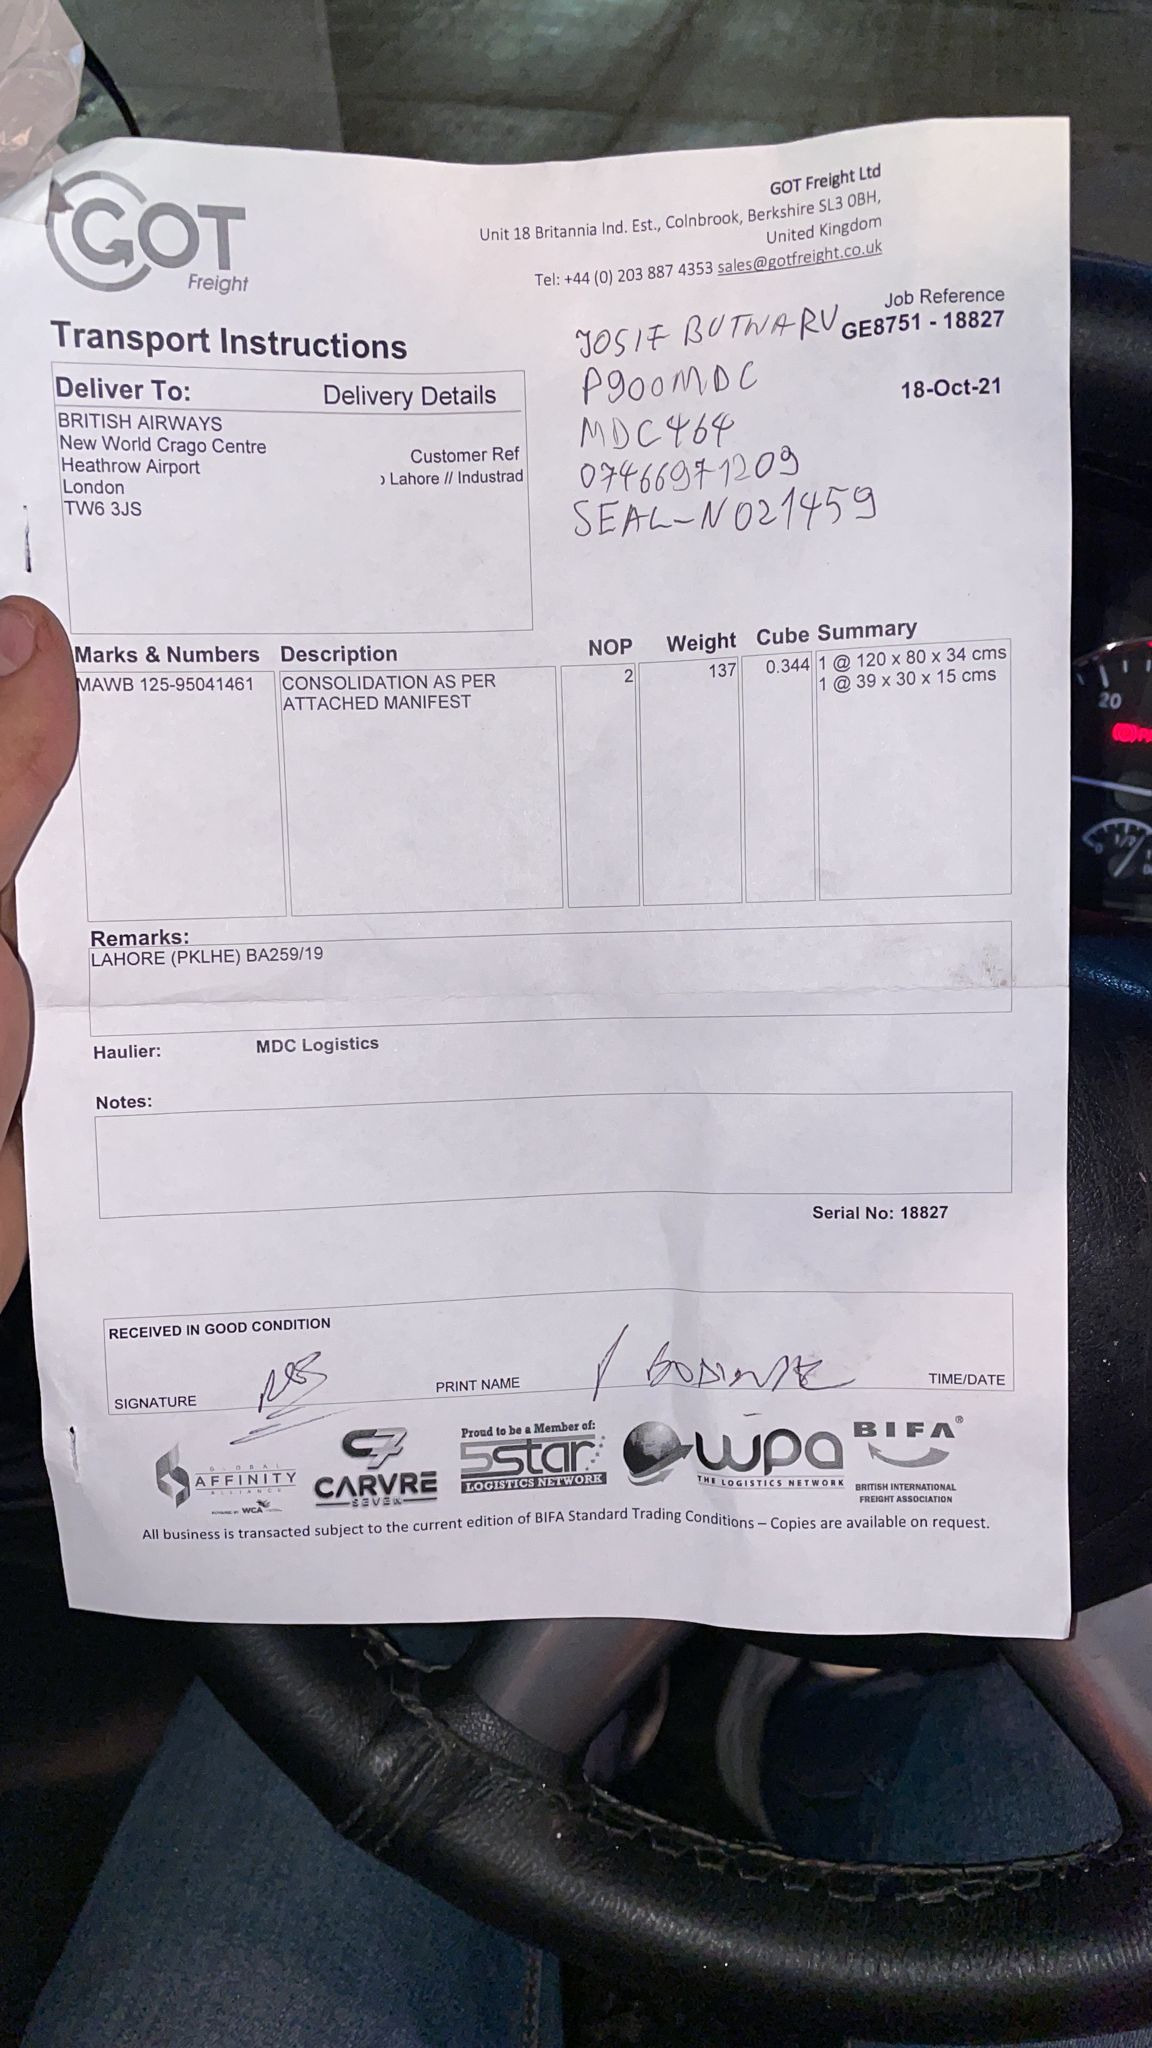 GOT
Freight
GOT Freight Ltd
Unit 18 Britannia Ind. Est., Colnbrook, Berkshire SL3 0BH,
United Kingdom
Tel: +44 (0) 203 887 4353 sales@gotfreight.co.uk
Job Reference
GE8751 - 18827
18-Oct-21
Transport Instructions
JOSIF BUTNARU
P900MDC
MDC464
07466971209
SEAL-N021459
Deliver To: Delivery Details
BRITISH AIRWAYS
New World Crago Centre
Heathrow Airport
London
TW6 3JS
Customer Ref
Lahore // Industrad
Marks & Numbers Description NOP Weight Cube Summary
MAWB 125-95041461 CONSOLIDATION AS PER 2 137 0.344 1 @ 120 x 80 x 34 cms
ATTACHED MANIFEST 1 @ 39 x 30 x 15 cms
Remarks:
LAHORE (PKLHE) BA259/19
Haulier: MDC Logistics
Notes:
Serial No: 18827
RECEIVED IN GOOD CONDITION
SIGNATURE PRINT NAME TIME/DATE
GLOBAL
AFFINITY
ALLIANCE
WCA
C7
CARVRE
SEVEN
Proud to be a Member of:
5star
LOGISTICS NETWORK
wpa
THE LOGISTICS NETWORK
BIFA®
BRITISH INTERNATIONAL
FREIGHT ASSOCIATION
All business is transacted subject to the current edition of BIFA Standard Trading Conditions – Copies are available on request.
20
1/2